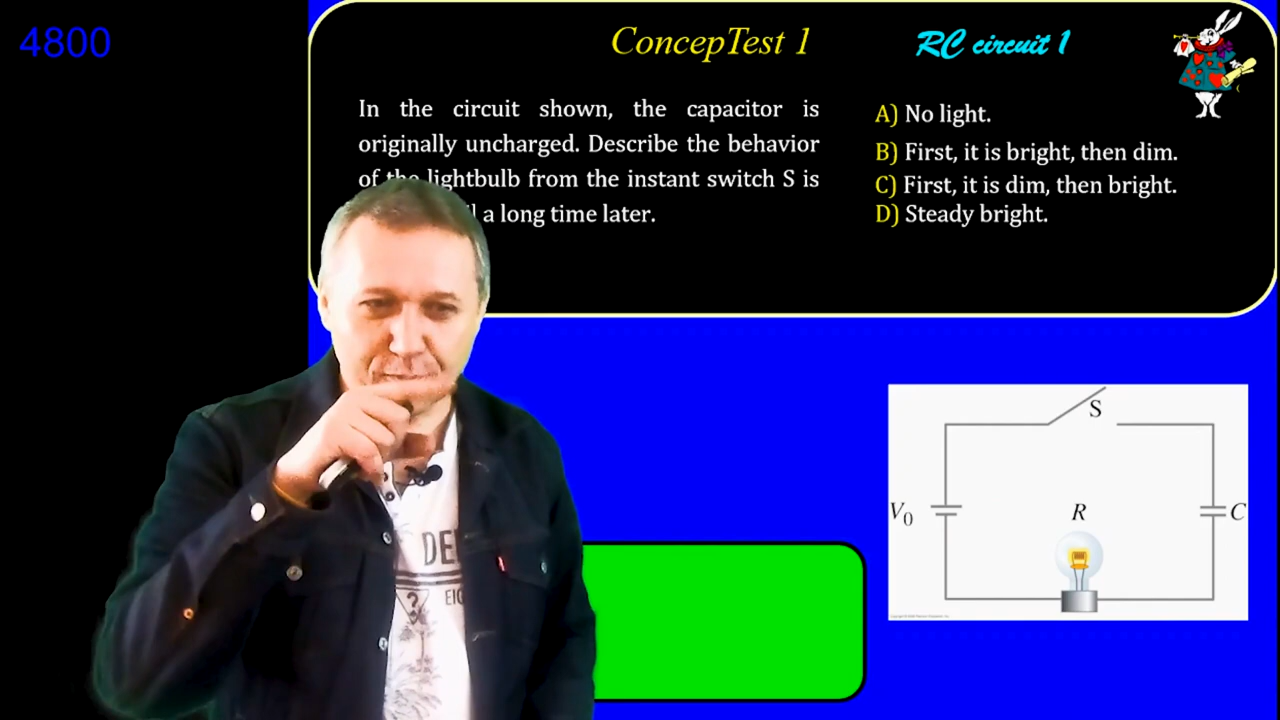 4800
ConcepTest 1
RC circuit 1
In the circuit shown, the capacitor is
originally uncharged. Describe the behavior
of the lightbulb from the instant switch S is
a long time later.
A) No light.
B) First, it is bright, then dim.
C) First, it is dim, then bright.
D) Steady bright.
S
V0
R
C
DE
EIG
?